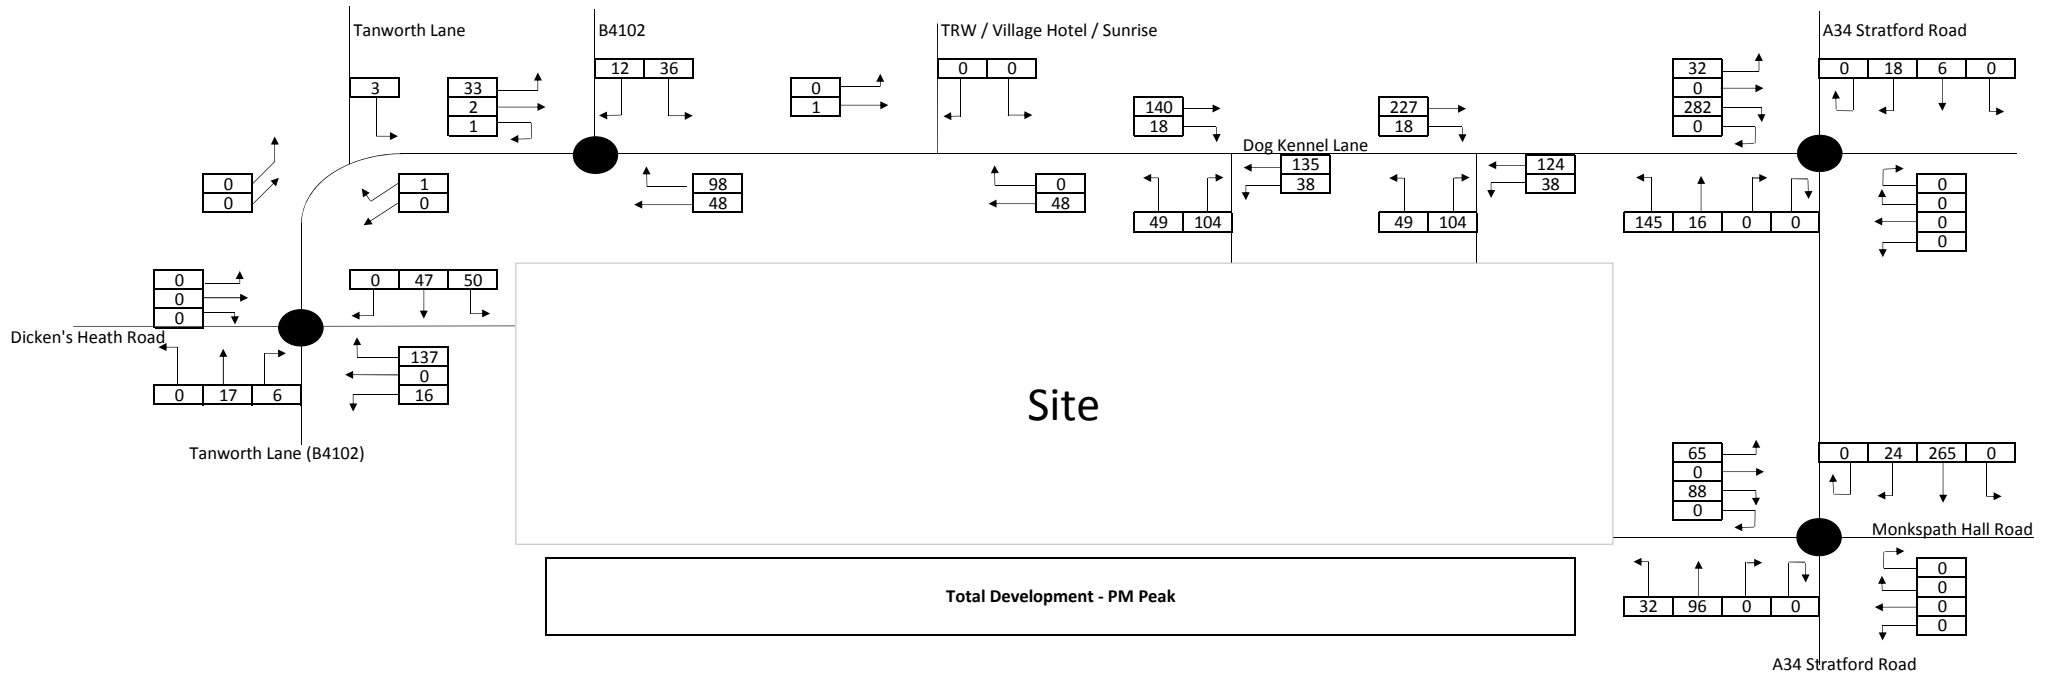 Tanworth Lane
B4102
TRW / Village Hotel / Sunrise
A34 Stratford Road
3
33
2
1
12 36
0
1
0 0
140
18
227
18
32
0
282
0
0 18 6 0
Dog Kennel Lane
0
0
1
0
98
48
0
48
135
38
124
38
49 104
49 104
145 16 0 0
0
0
0
0
0
0
0
0 47 50
Dicken's Heath Road
137
0
16
0 17 6
Tanworth Lane (B4102)
Site
65
0
88
0
0 24 265 0
Monkspath Hall Road
Total Development - PM Peak
32 96 0 0
0
0
0
0
A34 Stratford Road